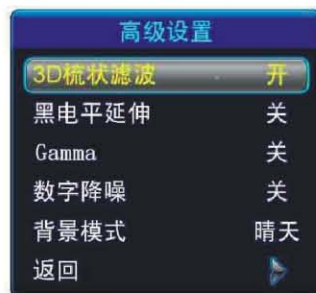 高级设置
3D梳状滤波 开
黑电平延伸 关
Gamma 关
数字降噪 关
背景模式 晴天
返回